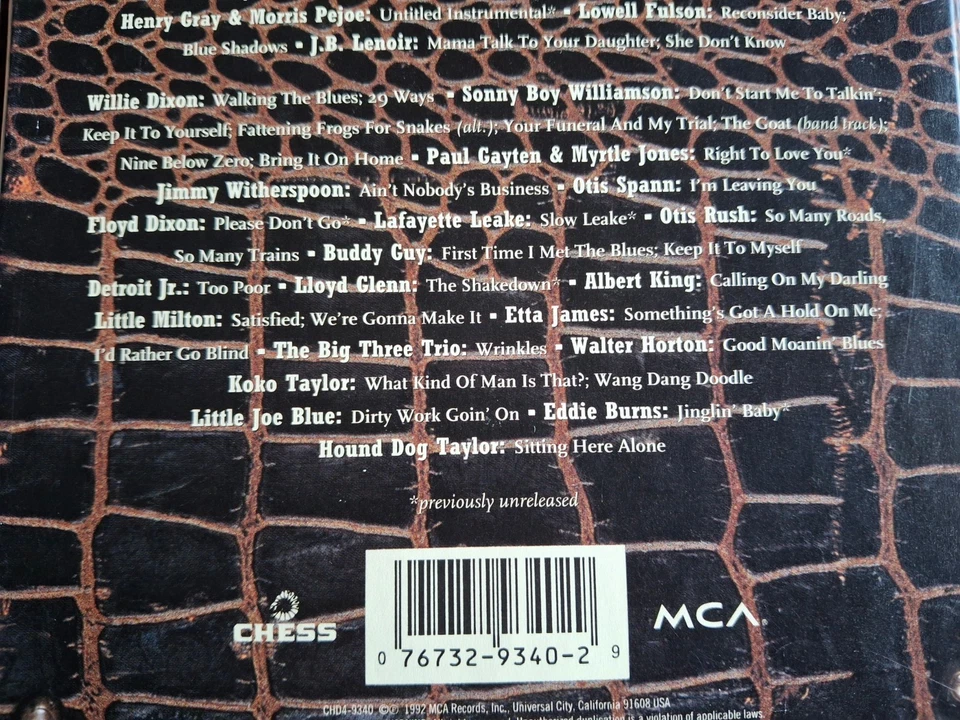 Henry Gray & Morris Pejoe: Untitled Instrumental* ▪ Lowell Fulson: Reconsider Baby;
Blue Shadows ▪ J.B. Lenoir: Mama Talk To Your Daughter; She Don't Know
Willie Dixon: Walking The Blues; 29 Ways ▪ Sonny Boy Williamson: Don't Start Me To Talkin';
Keep It To Yourself; Fattening Frogs For Snakes (alt.); Your Funeral And My Trial; The Goat (band track);
Nine Below Zero; Bring It On Home ▪ Paul Gayten & Myrtle Jones: Right To Love You*
Jimmy Witherspoon: Ain't Nobody's Business ▪ Otis Spann: I'm Leaving You
Floyd Dixon: Please Don't Go* ▪ Lafayette Leake: Slow Leake* ▪ Otis Rush: So Many Roads,
So Many Trains ▪ Buddy Guy: First Time I Met The Blues; Keep It To Myself
Detroit Jr.: Too Poor ▪ Lloyd Glenn: The Shakedown* ▪ Albert King: Calling On My Darling
Little Milton: Satisfied; We're Gonna Make It ▪ Etta James: Something's Got A Hold On Me;
I'd Rather Go Blind ▪ The Big Three Trio: Wrinkles ▪ Walter Horton: Good Moanin' Blues
Koko Taylor: What Kind Of Man Is That?; Wang Dang Doodle
Little Joe Blue: Dirty Work Goin' On ▪ Eddie Burns: Jinglin' Baby*
Hound Dog Taylor: Sitting Here Alone
*previously unreleased
CHESS
MCA®
0 76732-9340-2 9
CHD4-9340 ©℗ 1992 MCA Records, Inc., Universal City, California 91608 USA
Unauthorized duplication is a violation of applicable laws.